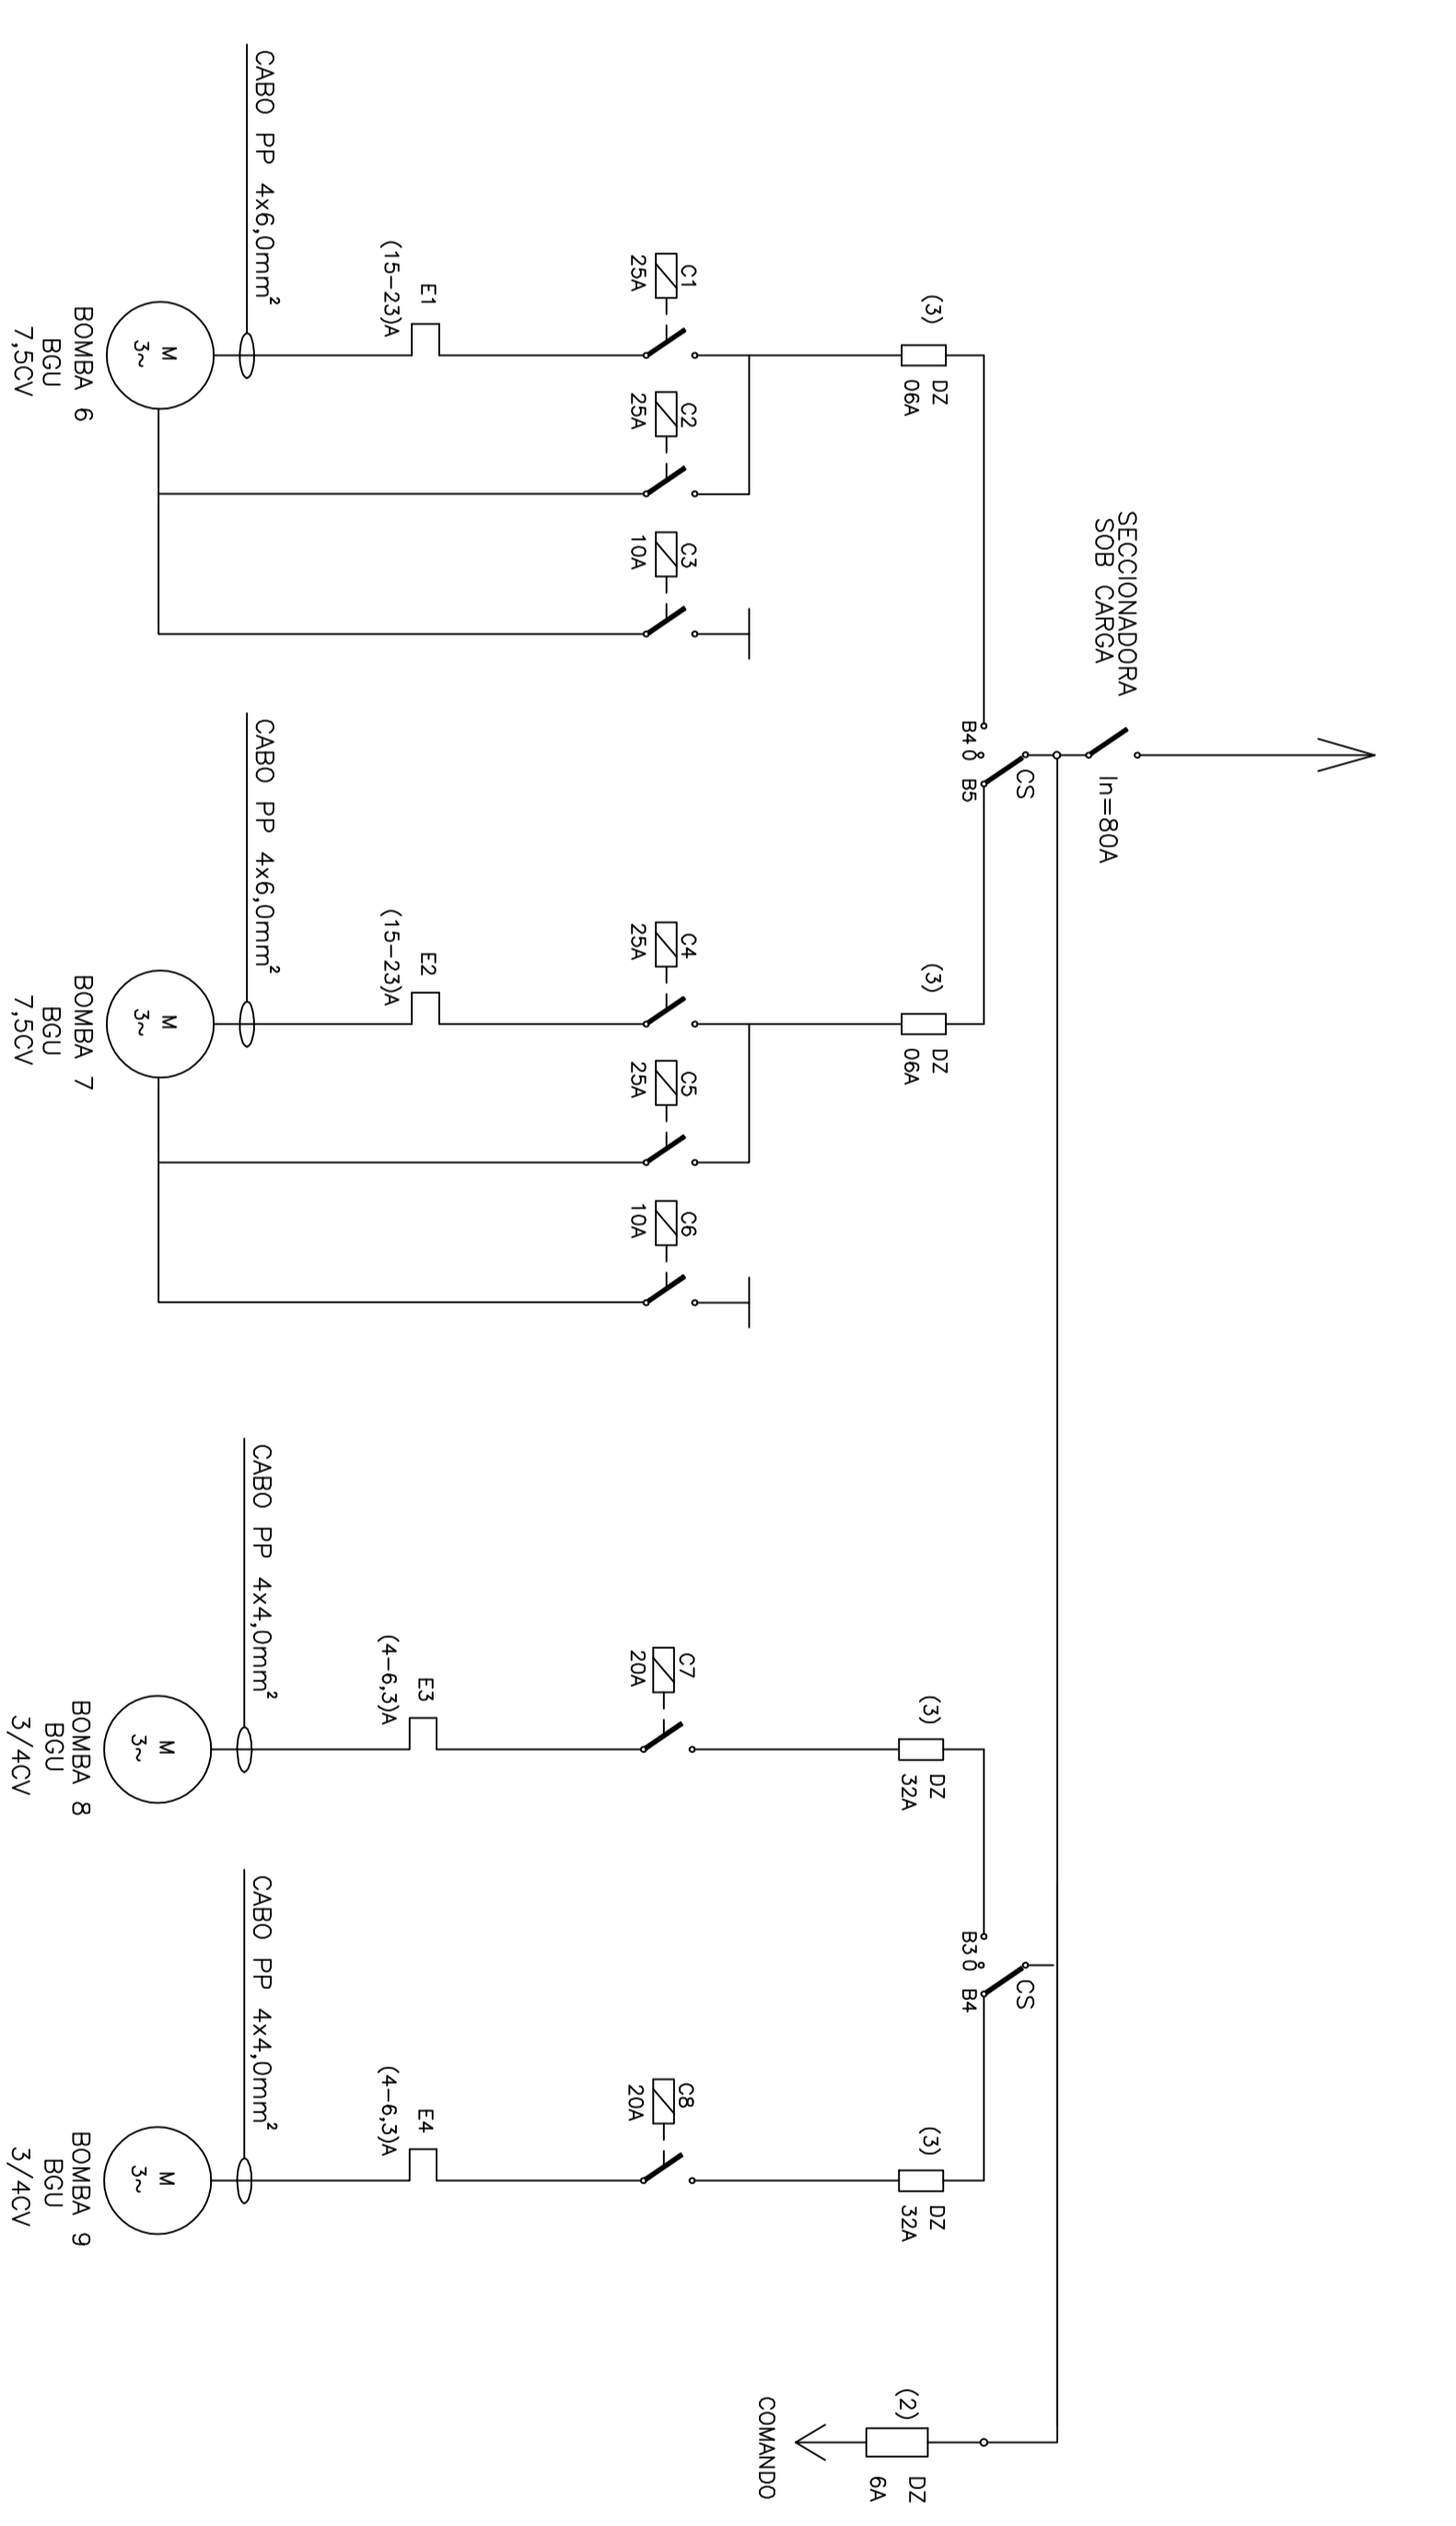 SECCIONADORA
SOB CARGA
In=80A
CS
B4 0 B5
CS
B3 0 B4
(3)
DZ
06A
(3)
DZ
06A
(3)
DZ
32A
(3)
DZ
32A
(2)
DZ
6A
COMANDO
C1
25A
C2
25A
C3
10A
C4
25A
C5
25A
C6
10A
C7
20A
C8
20A
E1
(15-23)A
E2
(15-23)A
E3
(4-6,3)A
E4
(4-6,3)A
CABO PP 4x6,0mm²
CABO PP 4x6,0mm²
CABO PP 4x4,0mm²
CABO PP 4x4,0mm²
M
3~
M
3~
M
3~
M
3~
BOMBA 6
BGU
7,5CV
BOMBA 7
BGU
7,5CV
BOMBA 8
BGU
3/4CV
BOMBA 9
BGU
3/4CV